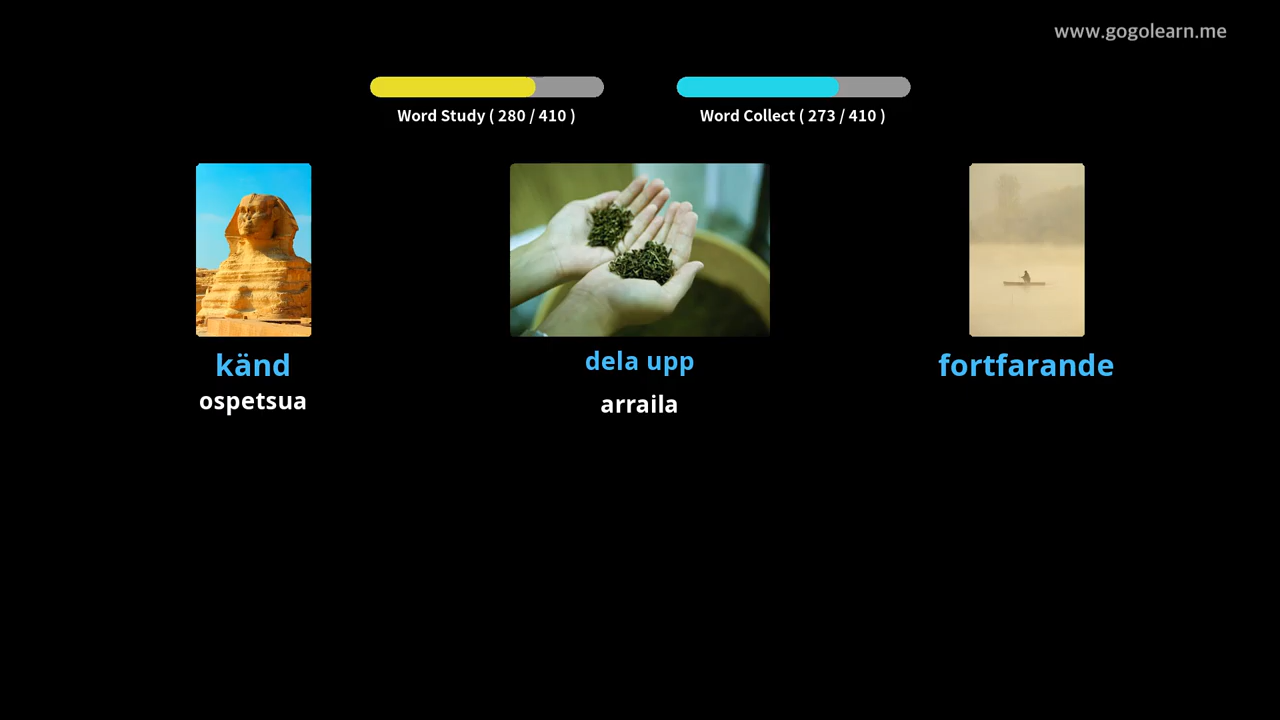 www.gogolearn.me
Word Study ( 280 / 410 )
Word Collect ( 273 / 410 )
känd
ospetsua
dela upp
arraila
fortfarande